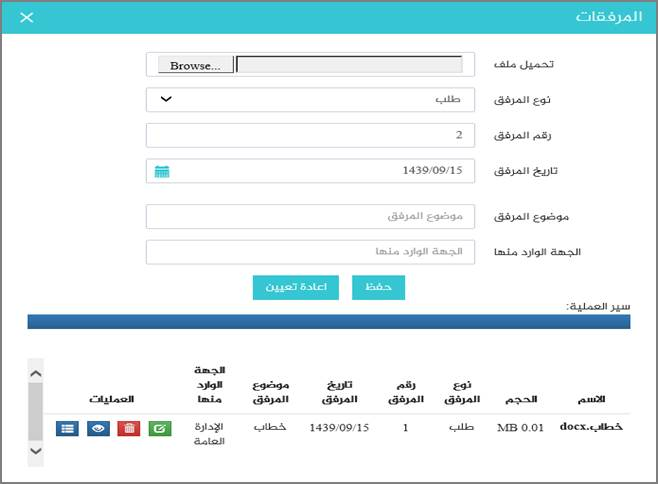 المرفقات
تحميل ملف Browse...
نوع المرفق طلب
رقم المرفق 2
تاريخ المرفق 1439/09/15
موضوع المرفق موضوع المرفق
الجهة الوارد منها الجهة الوارد منها
حفظ اعادة تعيين
سير العملية:
الاسم الحجم نوع المرفق رقم المرفق تاريخ المرفق موضوع المرفق الجهة الوارد منها العمليات
خطاب.docx MB 0.01 طلب 1 1439/09/15 خطاب الإدارة العامة